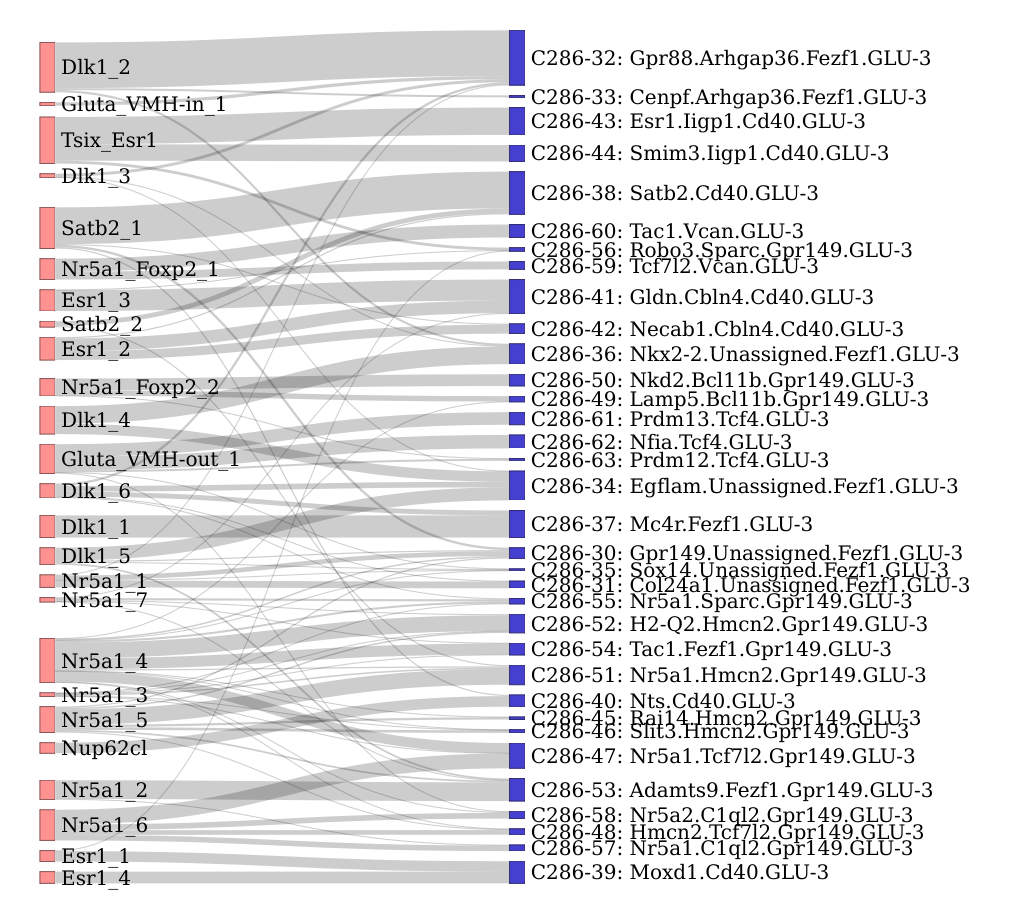 Dlk1_2
Gluta_VMH-in_1
Tsix_Esr1
Dlk1_3
Satb2_1
Nr5a1_Foxp2_1
Esr1_3
Satb2_2
Esr1_2
Nr5a1_Foxp2_2
Dlk1_4
Gluta_VMH-out_1
Dlk1_6
Dlk1_1
Dlk1_5
Nr5a1_1
Nr5a1_7
Nr5a1_4
Nr5a1_3
Nr5a1_5
Nup62cl
Nr5a1_2
Nr5a1_6
Esr1_1
Esr1_4
C286-32: Gpr88.Arhgap36.Fezf1.GLU-3
C286-33: Cenpf.Arhgap36.Fezf1.GLU-3
C286-43: Esr1.Iigp1.Cd40.GLU-3
C286-44: Smim3.Iigp1.Cd40.GLU-3
C286-38: Satb2.Cd40.GLU-3
C286-60: Tac1.Vcan.GLU-3
C286-56: Robo3.Sparc.Gpr149.GLU-3
C286-59: Tcf7l2.Vcan.GLU-3
C286-41: Gldn.Cbln4.Cd40.GLU-3
C286-42: Necab1.Cbln4.Cd40.GLU-3
C286-36: Nkx2-2.Unassigned.Fezf1.GLU-3
C286-50: Nkd2.Bcl11b.Gpr149.GLU-3
C286-49: Lamp5.Bcl11b.Gpr149.GLU-3
C286-61: Prdm13.Tcf4.GLU-3
C286-62: Nfia.Tcf4.GLU-3
C286-63: Prdm12.Tcf4.GLU-3
C286-34: Egflam.Unassigned.Fezf1.GLU-3
C286-37: Mc4r.Fezf1.GLU-3
C286-30: Gpr149.Unassigned.Fezf1.GLU-3
C286-35: Sox14.Unassigned.Fezf1.GLU-3
C286-31: Col24a1.Unassigned.Fezf1.GLU-3
C286-55: Nr5a1.Sparc.Gpr149.GLU-3
C286-52: H2-Q2.Hmcn2.Gpr149.GLU-3
C286-54: Tac1.Fezf1.Gpr149.GLU-3
C286-51: Nr5a1.Hmcn2.Gpr149.GLU-3
C286-40: Nts.Cd40.GLU-3
C286-45: Rai14.Hmcn2.Gpr149.GLU-3
C286-46: Slit3.Hmcn2.Gpr149.GLU-3
C286-47: Nr5a1.Tcf7l2.Gpr149.GLU-3
C286-53: Adamts9.Fezf1.Gpr149.GLU-3
C286-58: Nr5a2.C1ql2.Gpr149.GLU-3
C286-48: Hmcn2.Tcf7l2.Gpr149.GLU-3
C286-57: Nr5a1.C1ql2.Gpr149.GLU-3
C286-39: Moxd1.Cd40.GLU-3